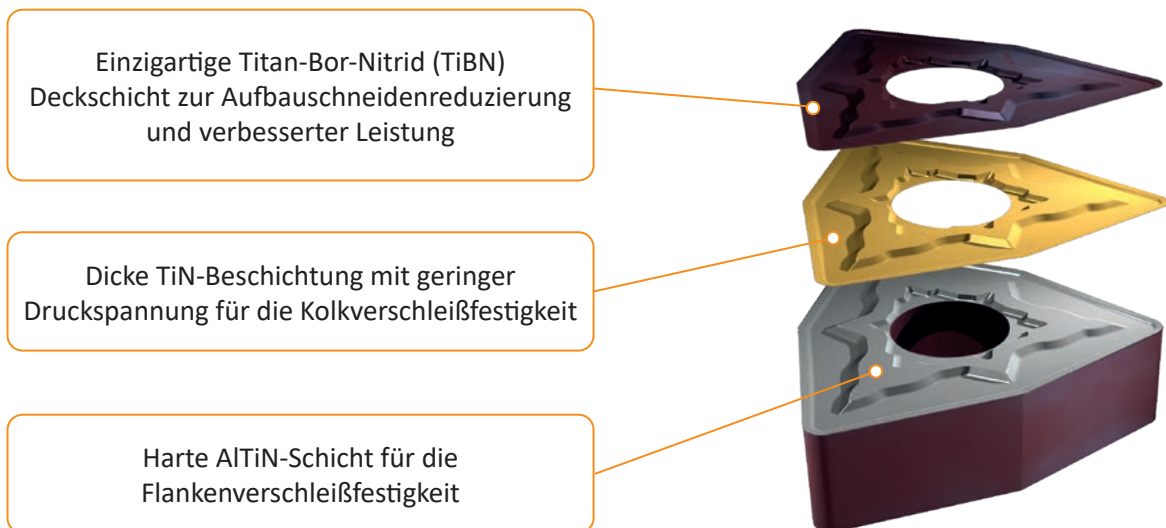 Einzigartige Titan-Bor-Nitrid (TiBN)
Deckschicht zur Aufbauschneidenreduzierung
und verbesserter Leistung
Dicke TiN-Beschichtung mit geringer
Druckspannung für die Kolkverschleißfestigkeit
Harte AlTiN-Schicht für die
Flankenverschleißfestigkeit